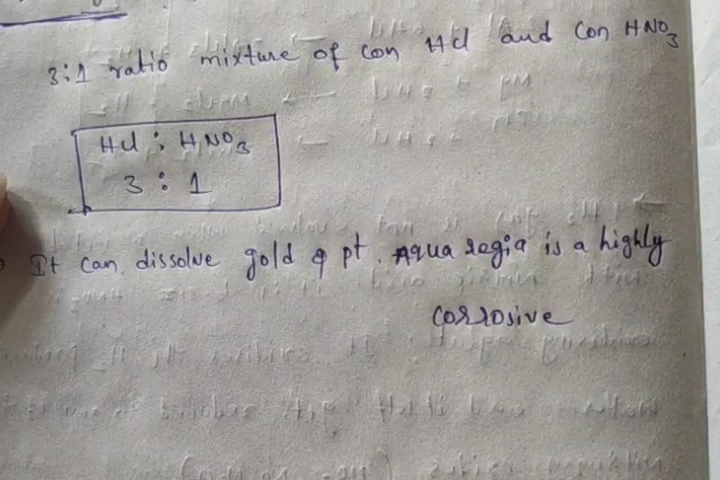 3:1 ratio mixture of con Hcl and con HNO3
Hcl : HNO3
3 : 1
It can dissolve gold & pt. Aqua regia is a highly
corrosive